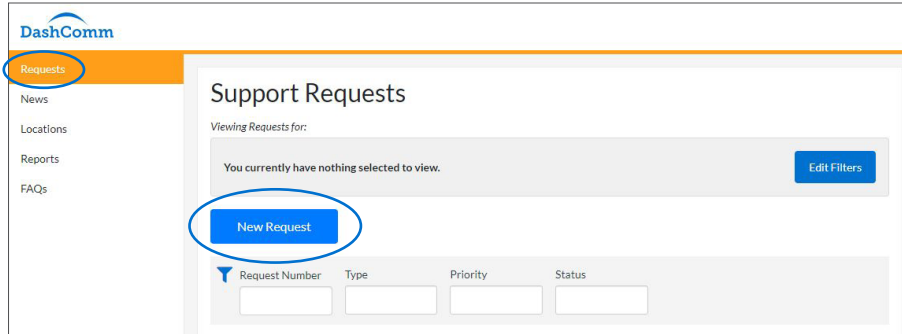 DashComm
Requests
News
Locations
Reports
FAQs
Support Requests
Viewing Requests for:
You currently have nothing selected to view.
Edit Filters
New Request
Request Number Type Priority Status